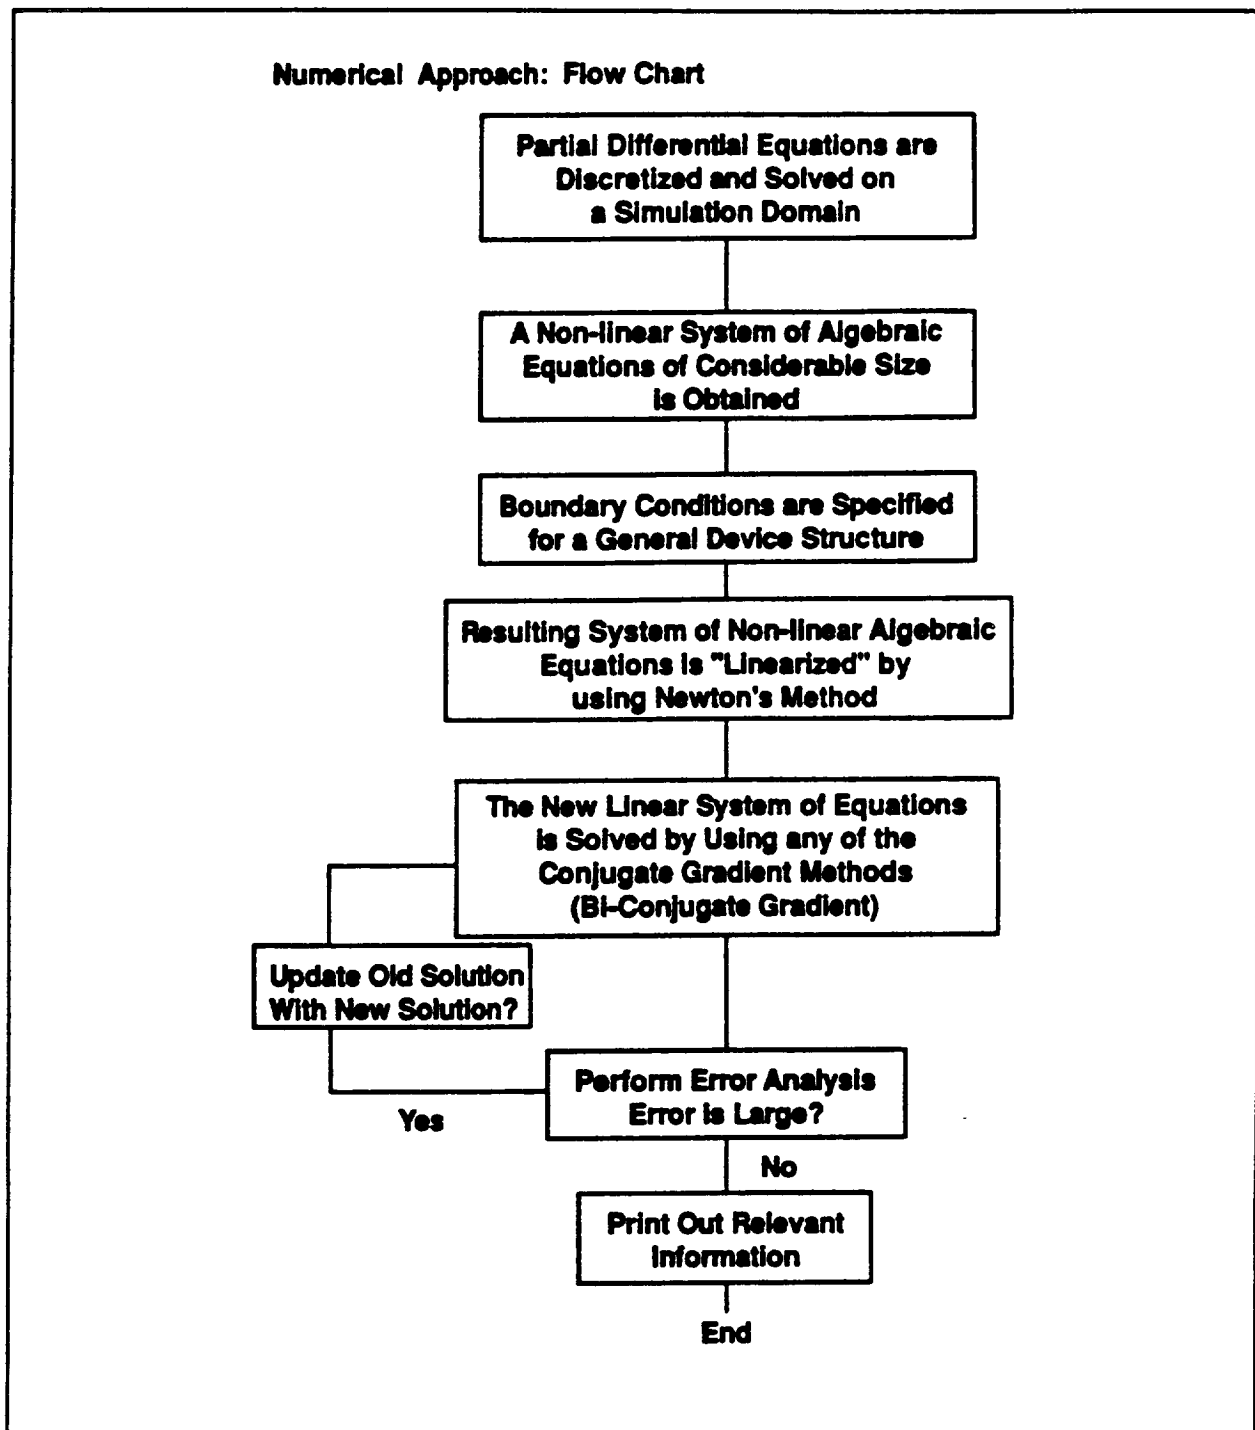 Numerical Approach: Flow Chart
Partial Differential Equations are
Discretized and Solved on
a Simulation Domain
A Non-linear System of Algebraic
Equations of Considerable Size
is Obtained
Boundary Conditions are Specified
for a General Device Structure
Resulting System of Non-linear Algebraic
Equations is "Linearized" by
using Newton's Method
The New Linear System of Equations
is Solved by Using any of the
Conjugate Gradient Methods
(Bi-Conjugate Gradient)
Update Old Solution
With New Solution?
Perform Error Analysis
Error is Large?
Yes
No
Print Out Relevant
Information
End